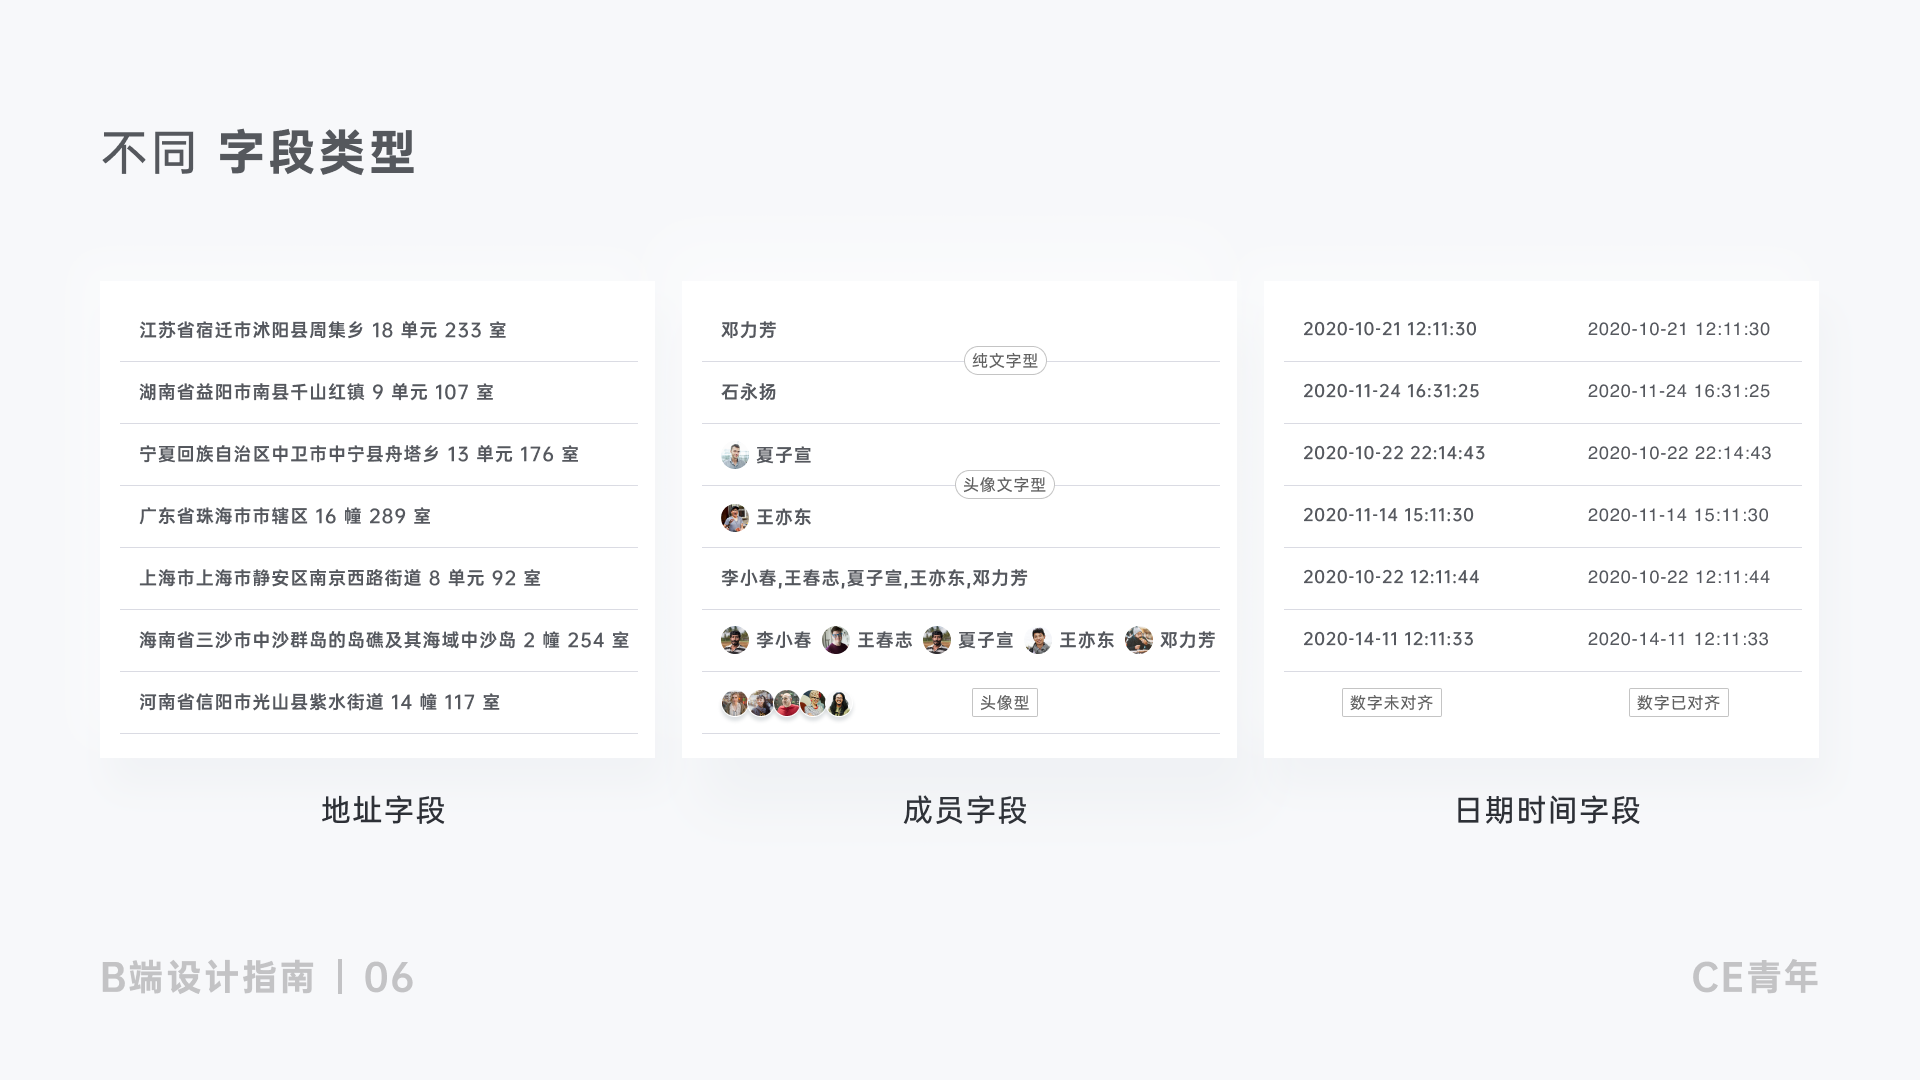 不同 字段类型
江苏省宿迁市沭阳县周集乡 18 单元 233 室
湖南省益阳市南县千山红镇 9 单元 107 室
宁夏回族自治区中卫市中宁县舟塔乡 13 单元 176 室
广东省珠海市市辖区 16 幢 289 室
上海市上海市静安区南京西路街道 8 单元 92 室
海南省三沙市中沙群岛的岛礁及其海域中沙岛 2 幢 254 室
河南省信阳市光山县紫水街道 14 幢 117 室
地址字段
邓力芳
纯文字型
石永扬
夏子宣
头像文字型
王亦东
李小春,王春志,夏子宣,王亦东,邓力芳
李小春 王春志 夏子宣 王亦东 邓力芳
头像型
成员字段
2020-10-21 12:11:30 2020-10-21 12:11:30
2020-11-24 16:31:25 2020-11-24 16:31:25
2020-10-22 22:14:43 2020-10-22 22:14:43
2020-11-14 15:11:30 2020-11-14 15:11:30
2020-10-22 12:11:44 2020-10-22 12:11:44
2020-14-11 12:11:33 2020-14-11 12:11:33
数字未对齐 数字已对齐
日期时间字段
B端设计指南 | 06
CE青年